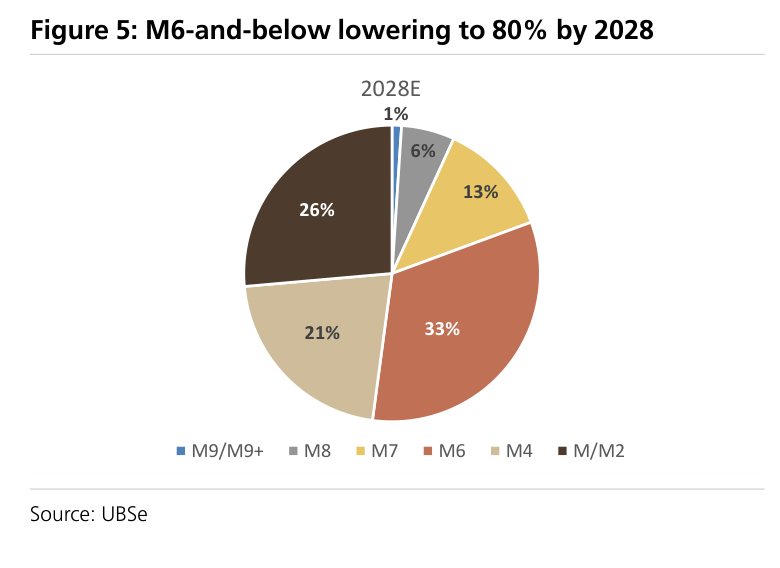 Figure 5: M6-and-below lowering to 80% by 2028
2028E
1%
6%
13%
26%
33%
21%
M9/M9+ M8 M7 M6 M4 M/M2
Source: UBSe